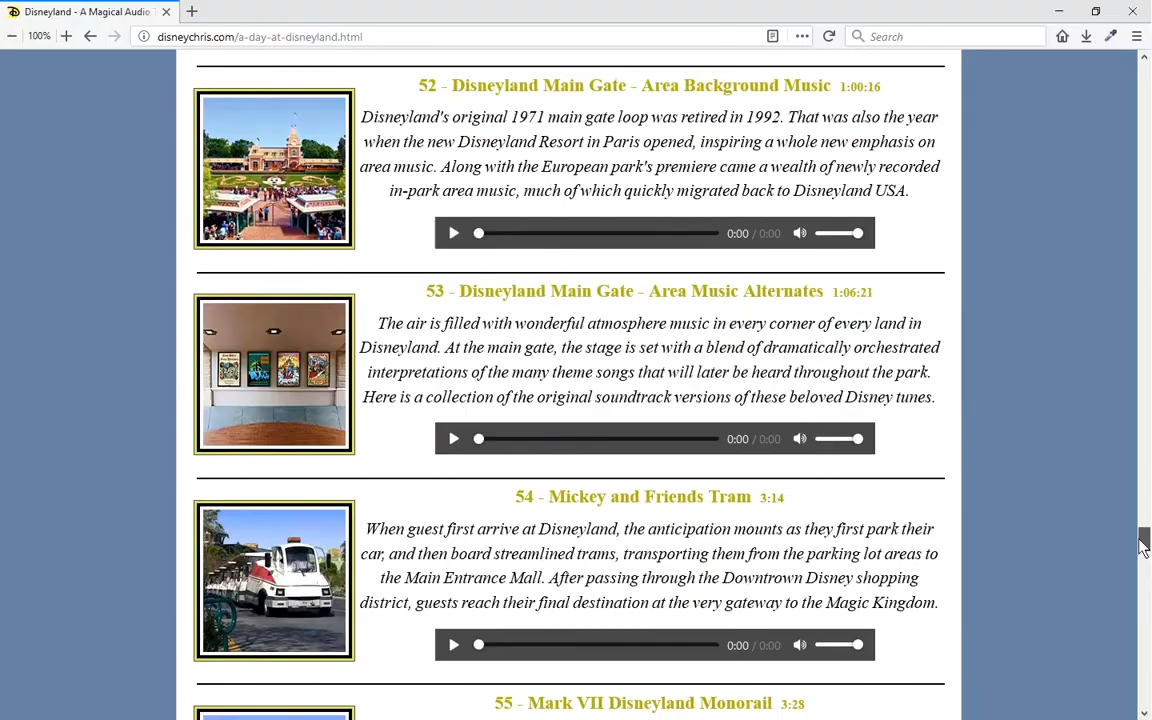 Disneyland - A Magical Audio T
100%
disneychris.com/a-day-at-disneyland.html
Search
52 - Disneyland Main Gate - Area Background Music 1:00:16
Disneyland's original 1971 main gate loop was retired in 1992. That was also the year
when the new Disneyland Resort in Paris opened, inspiring a whole new emphasis on
area music. Along with the European park's premiere came a wealth of newly recorded
in-park area music, much of which quickly migrated back to Disneyland USA.
0:00 / 0:00
53 - Disneyland Main Gate - Area Music Alternates 1:06:21
The air is filled with wonderful atmosphere music in every corner of every land in
Disneyland. At the main gate, the stage is set with a blend of dramatically orchestrated
interpretations of the many theme songs that will later be heard throughout the park.
Here is a collection of the original soundtrack versions of these beloved Disney tunes.
0:00 / 0:00
54 - Mickey and Friends Tram 3:14
When guest first arrive at Disneyland, the anticipation mounts as they first park their
car, and then board streamlined trams, transporting them from the parking lot areas to
the Main Entrance Mall. After passing through the Downtown Disney shopping
district, guests reach their final destination at the very gateway to the Magic Kingdom.
0:00 / 0:00
55 - Mark VII Disneyland Monorail 3:28